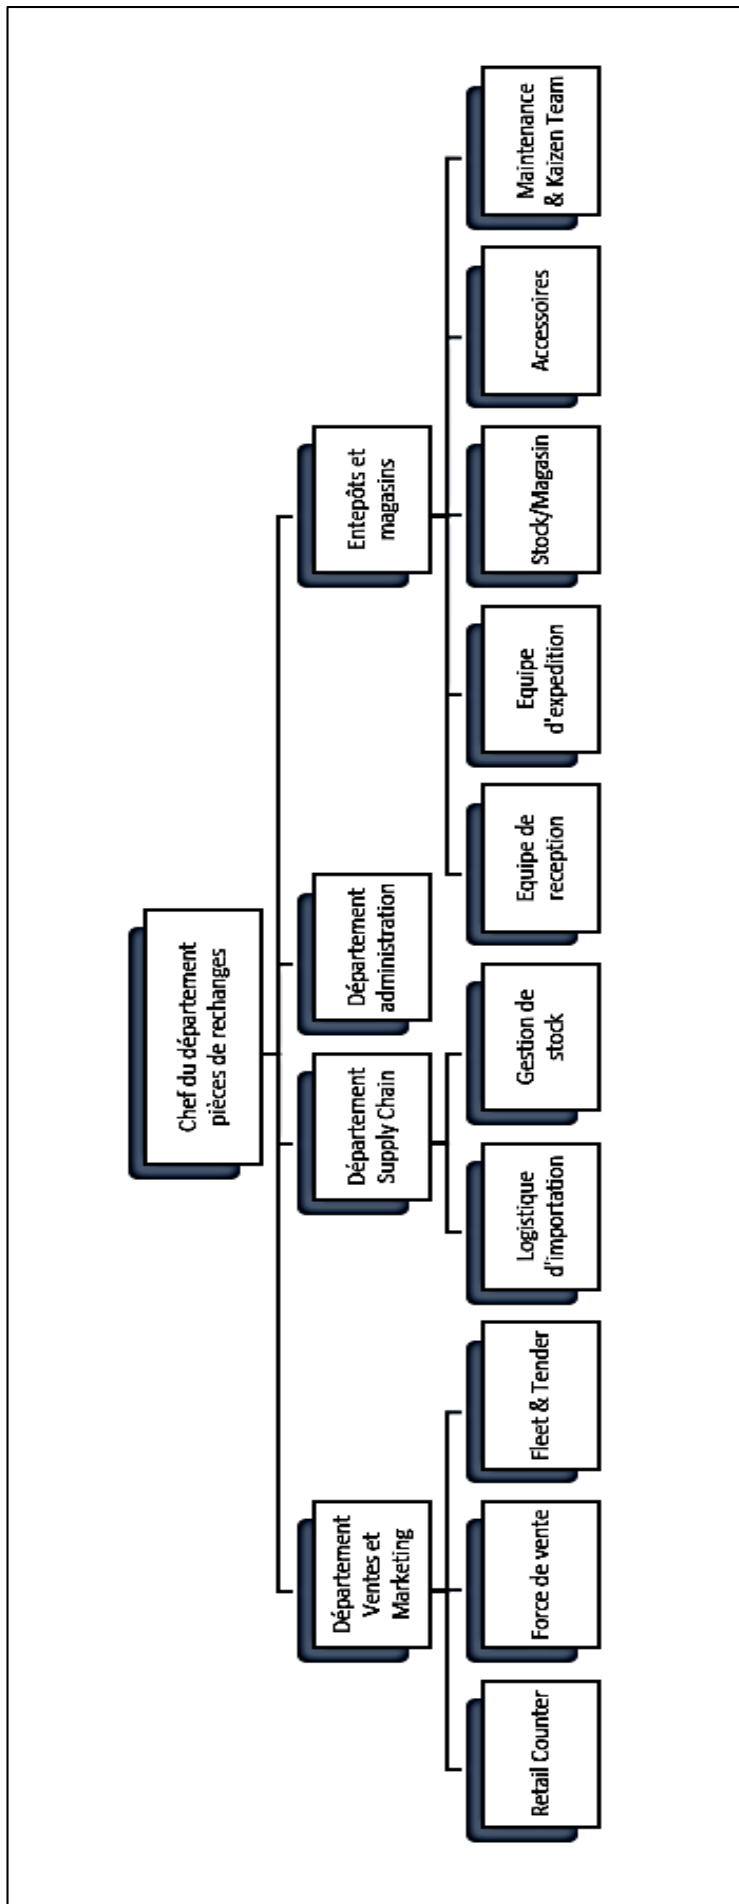 Chef du département
pièces de rechanges
Département
Ventes et
Marketing
Département
Supply Chain
Département
administration
Entepôts et
magasins
Retail Counter
Force de vente
Fleet & Tender
Logistique
d'importation
Gestion de
stock
Equipe de
reception
Equipe
d'expedition
Stock/Magasin
Accessoires
Maintenance
& Kaizen Team